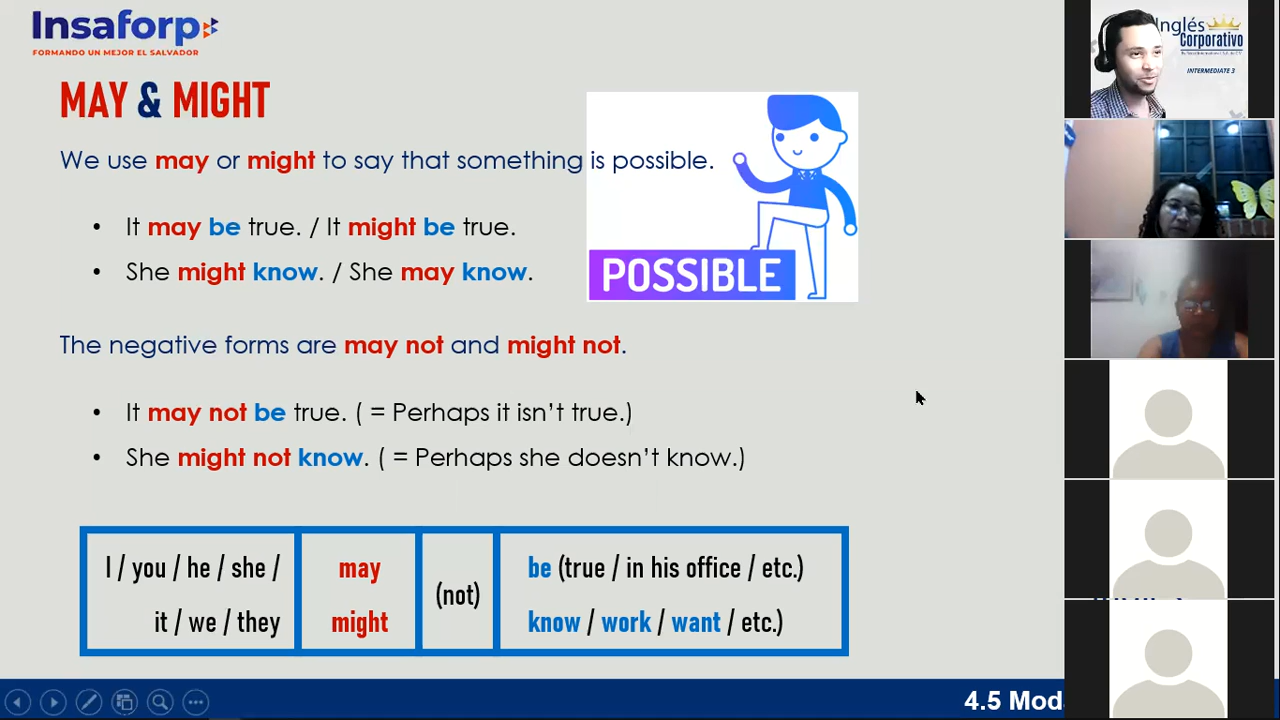 Insaforp
FORMANDO UN MEJOR EL SALVADOR
MAY & MIGHT
We use may or might to say that something is possible.
• It may be true. / It might be true.
• She might know. / She may know.
POSSIBLE
The negative forms are may not and might not.
• It may not be true. ( = Perhaps it isn’t true.)
• She might not know. ( = Perhaps she doesn’t know.)
I / you / he / she /
it / we / they
may
might
(not)
be (true / in his office / etc.)
know / work / want / etc.)
4.5 Mod
Inglés
Corporativo
INTERMEDIATE 3